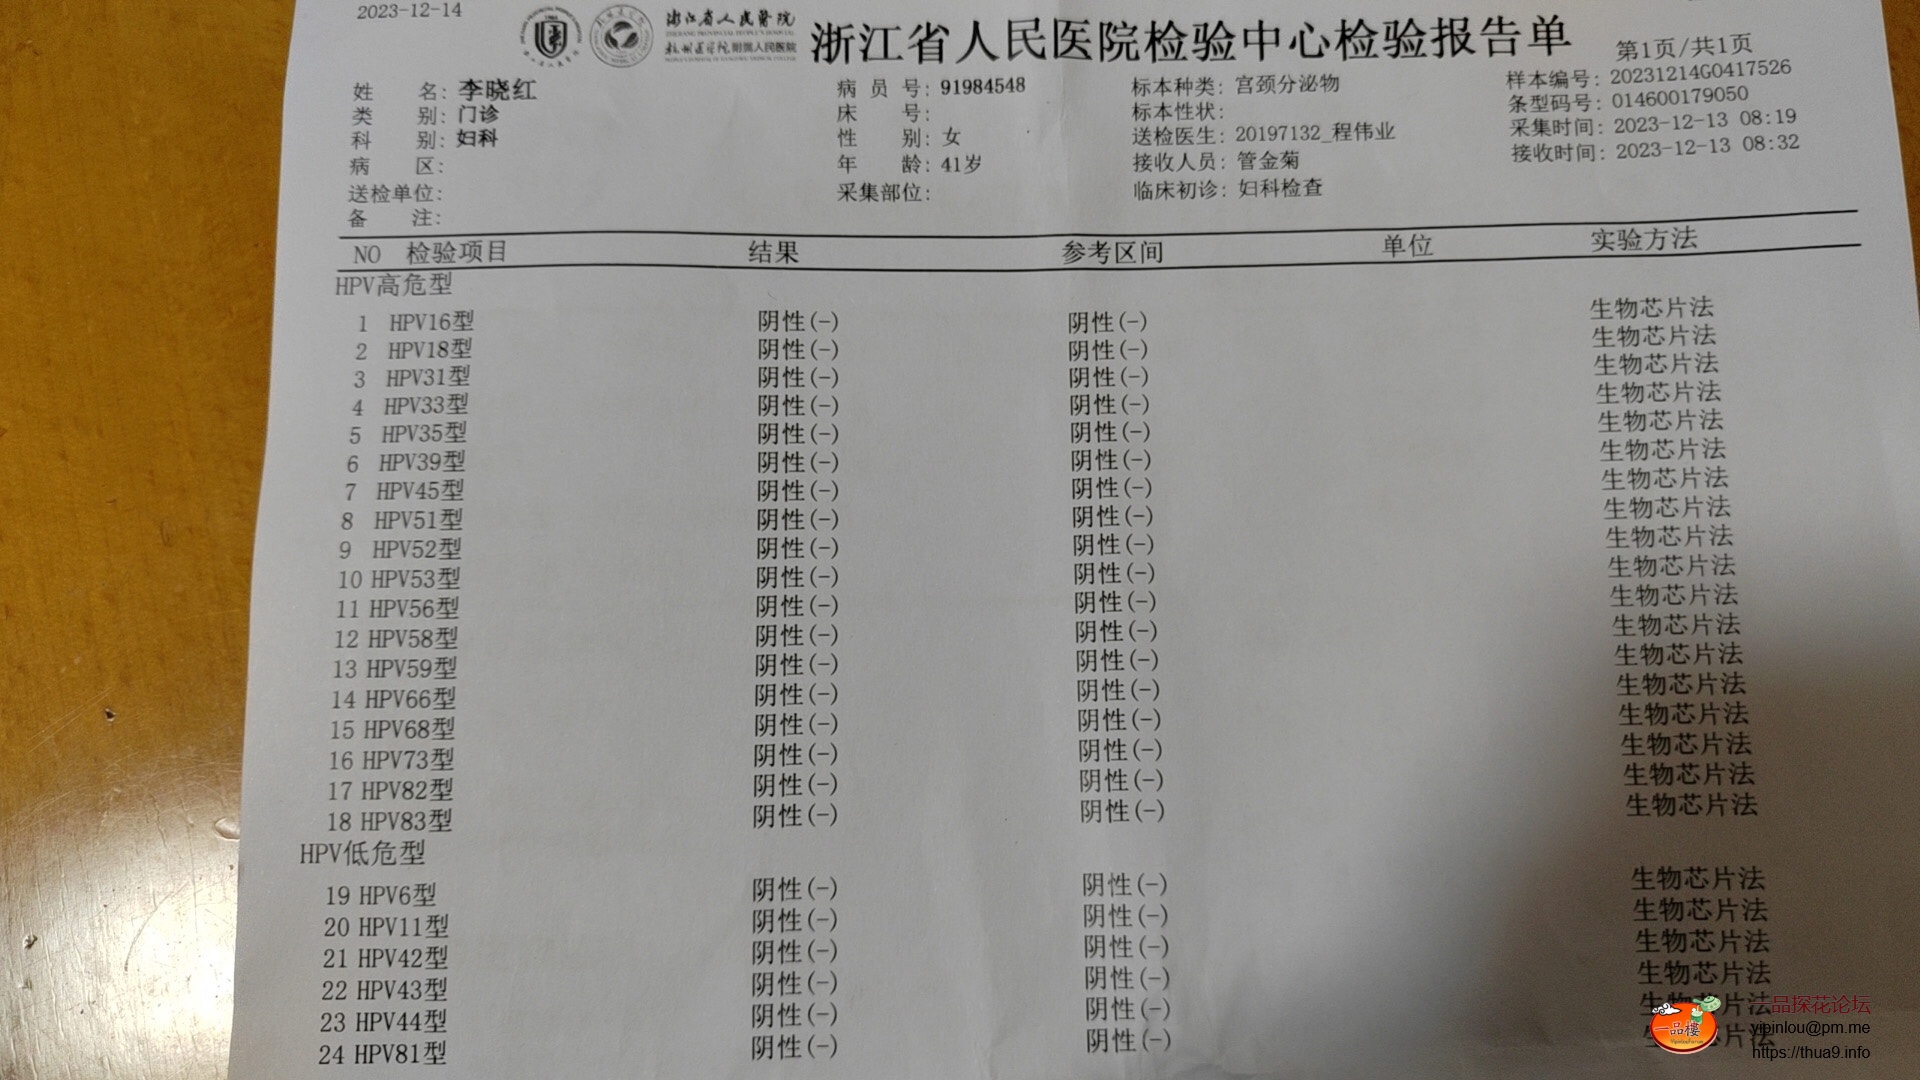 2023-12-14
浙江省人民醫院
杭州医学院附属人民医院
浙江省人民医院检验中心检验报告单
第1页/共1页
姓 名: 李晓红 病 员 号: 91984548 标本种类: 宫颈分泌物 样本编号: 20231214G0417526
类 别: 门诊 床 号: 标本性状: 条型码号: 014600179050
科 别: 妇科 性 别: 女 送检医生: 20197132_程伟业 采集时间: 2023-12-13 08:19
病 区: 年 龄: 41岁 接收人员: 管金菊 接收时间: 2023-12-13 08:32
送检单位: 采集部位: 临床初诊: 妇科检查
备 注:
NO 检验项目 结果 参考区间 单位 实验方法
HPV高危型
1 HPV16型 阴性(-) 阴性(-) 生物芯片法
2 HPV18型 阴性(-) 阴性(-) 生物芯片法
3 HPV31型 阴性(-) 阴性(-) 生物芯片法
4 HPV33型 阴性(-) 阴性(-) 生物芯片法
5 HPV35型 阴性(-) 阴性(-) 生物芯片法
6 HPV39型 阴性(-) 阴性(-) 生物芯片法
7 HPV45型 阴性(-) 阴性(-) 生物芯片法
8 HPV51型 阴性(-) 阴性(-) 生物芯片法
9 HPV52型 阴性(-) 阴性(-) 生物芯片法
10 HPV53型 阴性(-) 阴性(-) 生物芯片法
11 HPV56型 阴性(-) 阴性(-) 生物芯片法
12 HPV58型 阴性(-) 阴性(-) 生物芯片法
13 HPV59型 阴性(-) 阴性(-) 生物芯片法
14 HPV66型 阴性(-) 阴性(-) 生物芯片法
15 HPV68型 阴性(-) 阴性(-) 生物芯片法
16 HPV73型 阴性(-) 阴性(-) 生物芯片法
17 HPV82型 阴性(-) 阴性(-) 生物芯片法
18 HPV83型 阴性(-) 阴性(-) 生物芯片法
HPV低危型
19 HPV6型 阴性(-) 阴性(-) 生物芯片法
20 HPV11型 阴性(-) 阴性(-) 生物芯片法
21 HPV42型 阴性(-) 阴性(-) 生物芯片法
22 HPV43型 阴性(-) 阴性(-) 生物芯片法
23 HPV44型 阴性(-) 阴性(-) 生物芯片法
24 HPV81型 阴性(-) 阴性(-)
一品樓
一品探花论坛
yipinlou@pm.me
https://thua9.info